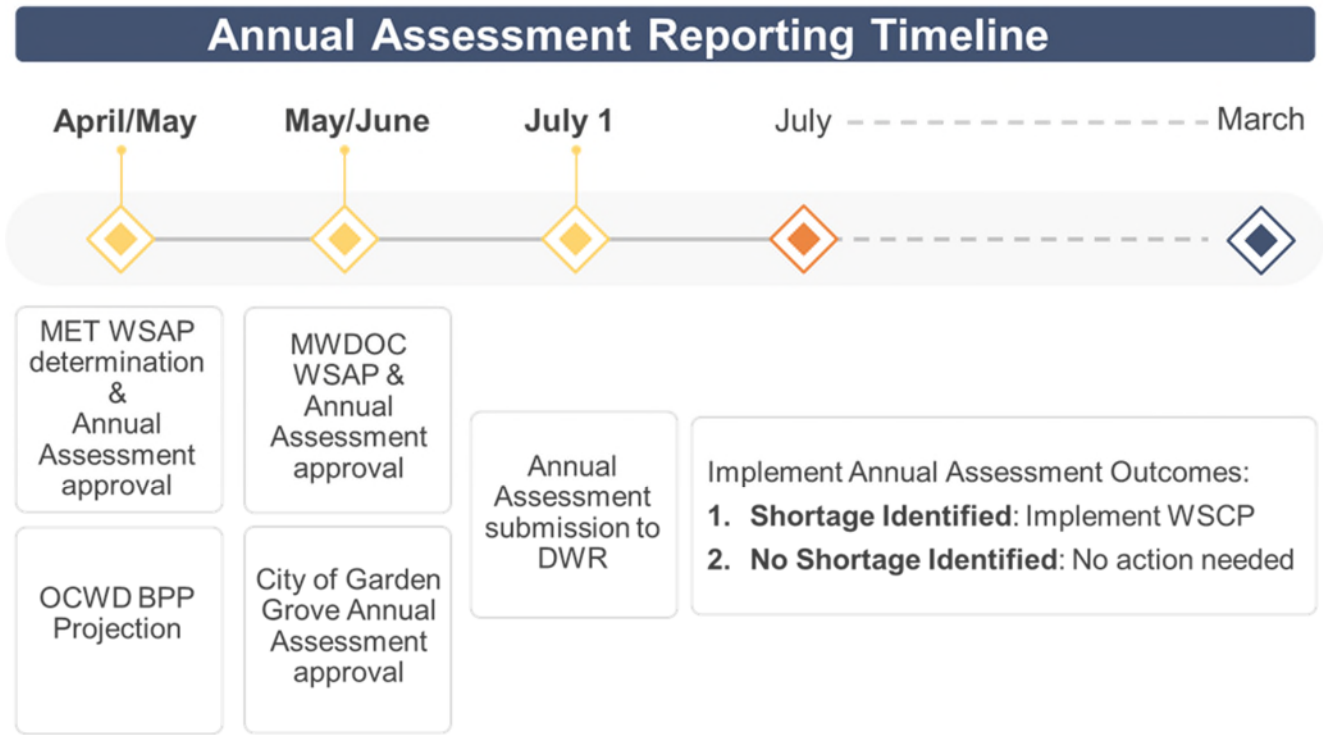 Annual Assessment Reporting Timeline
April/May
May/June
July 1
July
March
MET WSAP
determination
&
Annual
Assessment
approval
MWDOC
WSAP &
Annual
Assessment
approval
OCWD BPP
Projection
City of Garden
Grove Annual
Assessment
approval
Annual
Assessment
submission to
DWR
Implement Annual Assessment Outcomes:
1. Shortage Identified: Implement WSCP
2. No Shortage Identified: No action needed